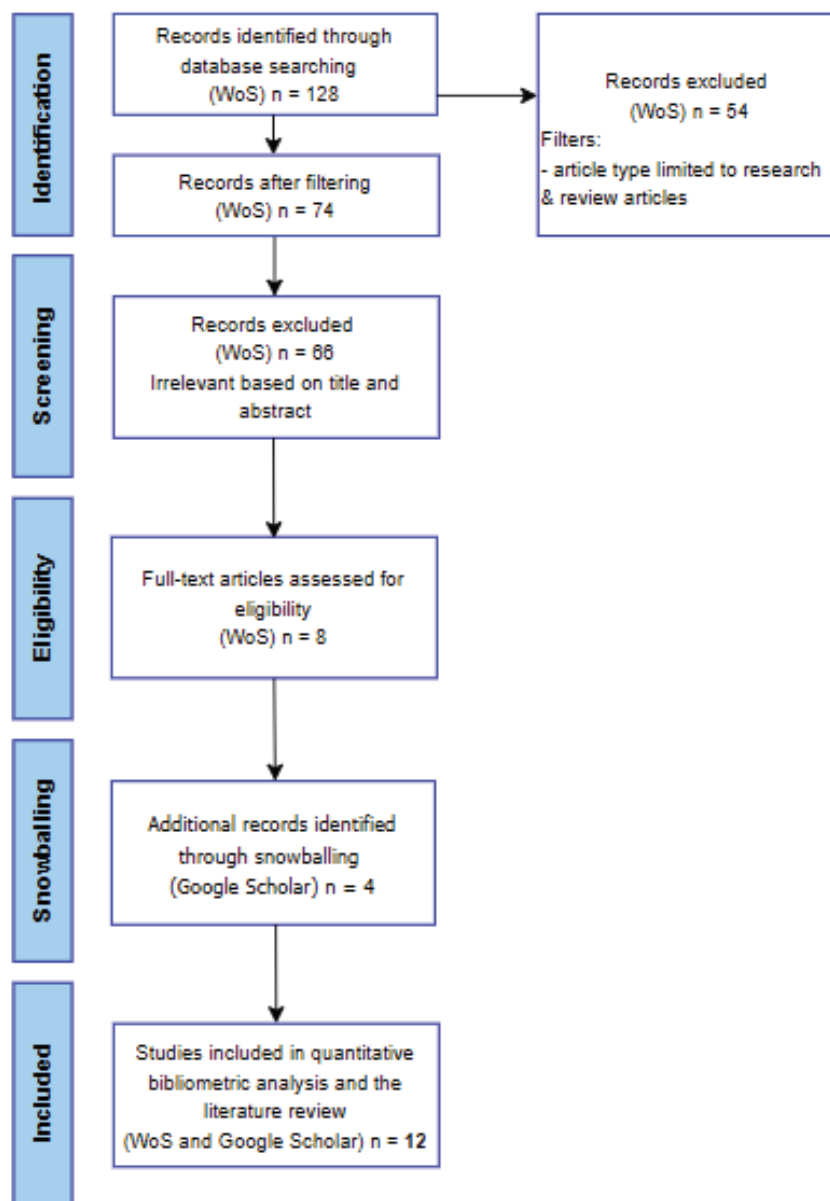 Identification
Records identified through
database searching
(WoS) n = 128
Records excluded
(WoS) n = 54
Filters:
- article type limited to research
& review articles
Records after filtering
(WoS) n = 74
Screening
Records excluded
(WoS) n = 66
Irrelevant based on title and
abstract
Eligibility
Full-text articles assessed for
eligibility
(WoS) n = 8
Snowballing
Additional records identified
through snowballing
(Google Scholar) n = 4
Included
Studies included in quantitative
bibliometric analysis and the
literature review
(WoS and Google Scholar) n = 12